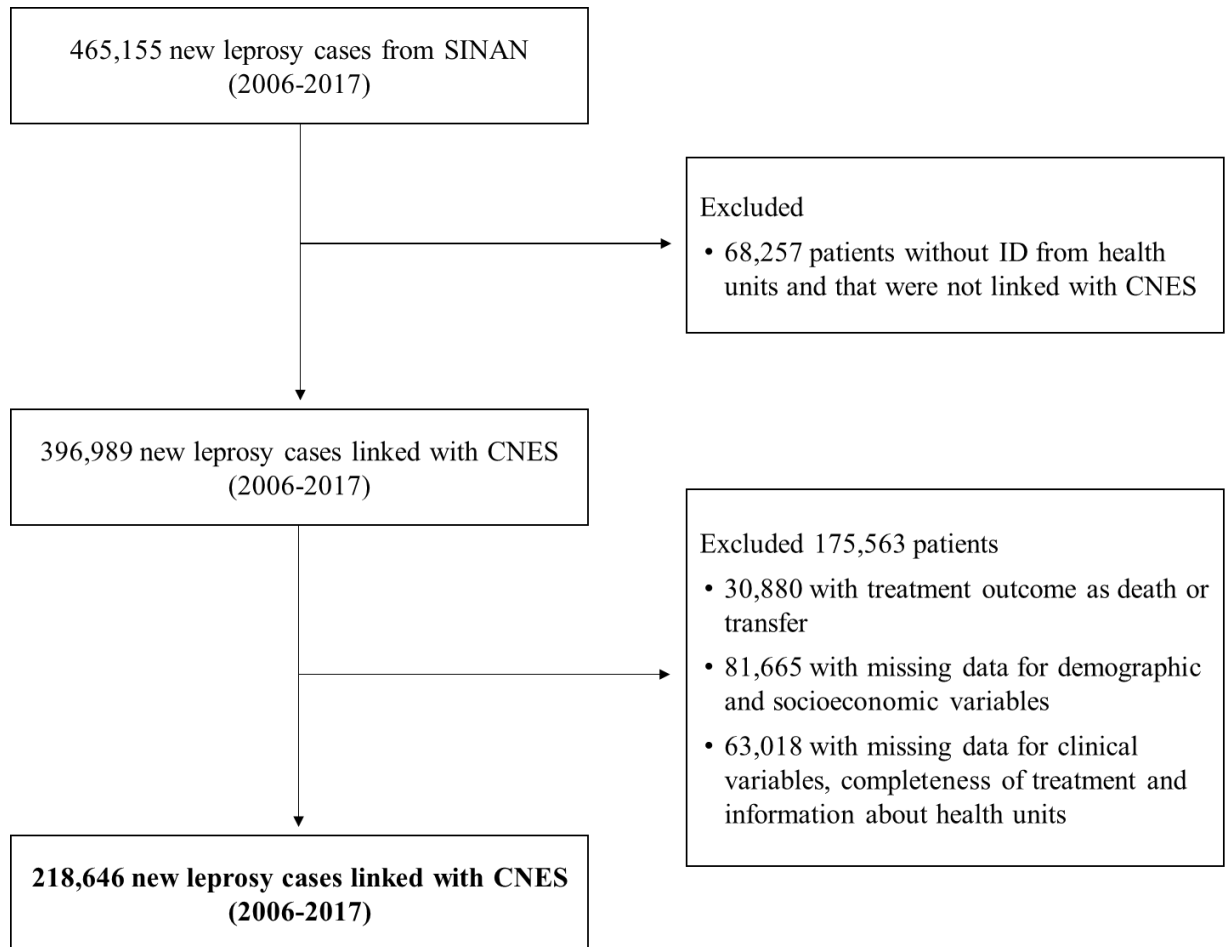 465,155 new leprosy cases from SINAN
(2006-2017)
Excluded
• 68,257 patients without ID from health
units and that were not linked with CNES
396,989 new leprosy cases linked with CNES
(2006-2017)
Excluded 175,563 patients
• 30,880 with treatment outcome as death or
transfer
• 81,665 with missing data for demographic
and socioeconomic variables
• 63,018 with missing data for clinical
variables, completeness of treatment and
information about health units
218,646 new leprosy cases linked with CNES
(2006-2017)